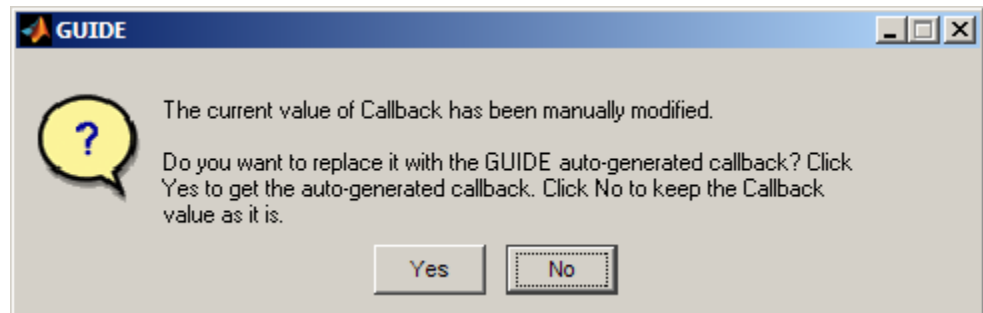 GUIDE
The current value of Callback has been manually modified.
?
Do you want to replace it with the GUIDE auto-generated callback? Click
Yes to get the auto-generated callback. Click No to keep the Callback
value as it is.
Yes
No